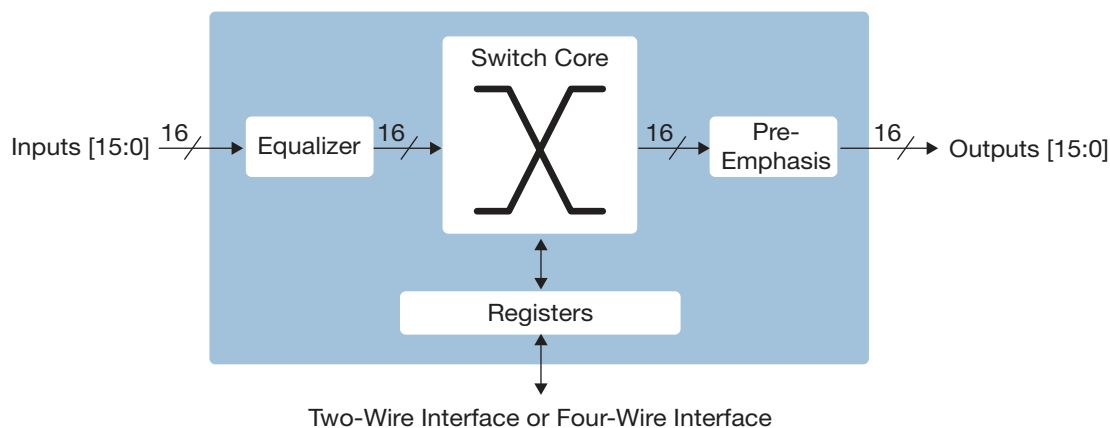 Switch Core
Inputs [15:0]
16
Equalizer
16
16
Pre-
Emphasis
16
Outputs [15:0]
Registers
Two-Wire Interface or Four-Wire Interface